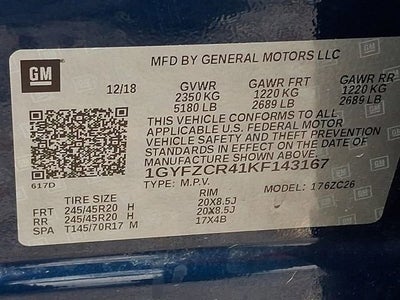 GM
MFD BY GENERAL MOTORS LLC
12/18 GVWR GAWR FRT GAWR RR
2350 KG 1220 KG 1220 KG
5180 LB 2689 LB 2689 LB
THIS VEHICLE CONFORMS TO ALL
APPLICABLE U.S. FEDERAL MOTOR
VEHICLE SAFETY AND THEFT PREVENTION
STANDARDS IN EFFECT ON THE DATE OF
MANUFACTURE SHOWN ABOVE.
617D
1GYFZCR41KF143167
TYPE: M.P.V. MODEL: 176ZC26
TIRE SIZE RIM
FRT 245/45R20 H 20X8.5J
RR 245/45R20 H 20X8.5J
SPA T145/70R17 M 17X4B